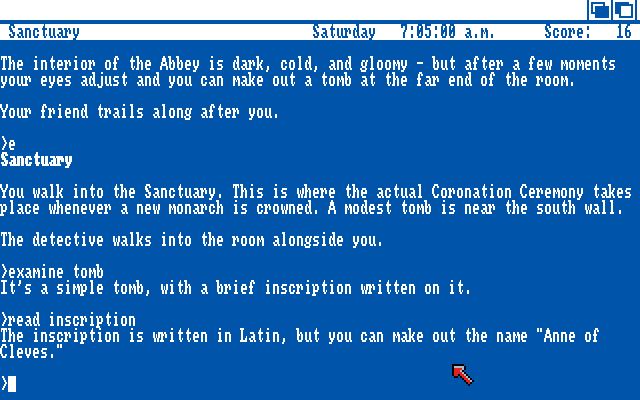 Sanctuary Saturday 7:05:00 a.m. Score: 16
The interior of the Abbey is dark, cold, and gloomy - but after a few moments
your eyes adjust and you can make out a tomb at the far end of the room.
Your friend trails along after you.
>e
Sanctuary
You walk into the Sanctuary. This is where the actual Coronation Ceremony takes
place whenever a new monarch is crowned. A modest tomb is near the south wall.
The detective walks into the room alongside you.
>examine tomb
It's a simple tomb, with a brief inscription written on it.
>read inscription
The inscription is written in Latin, but you can make out the name "Anne of
Cleves."
>